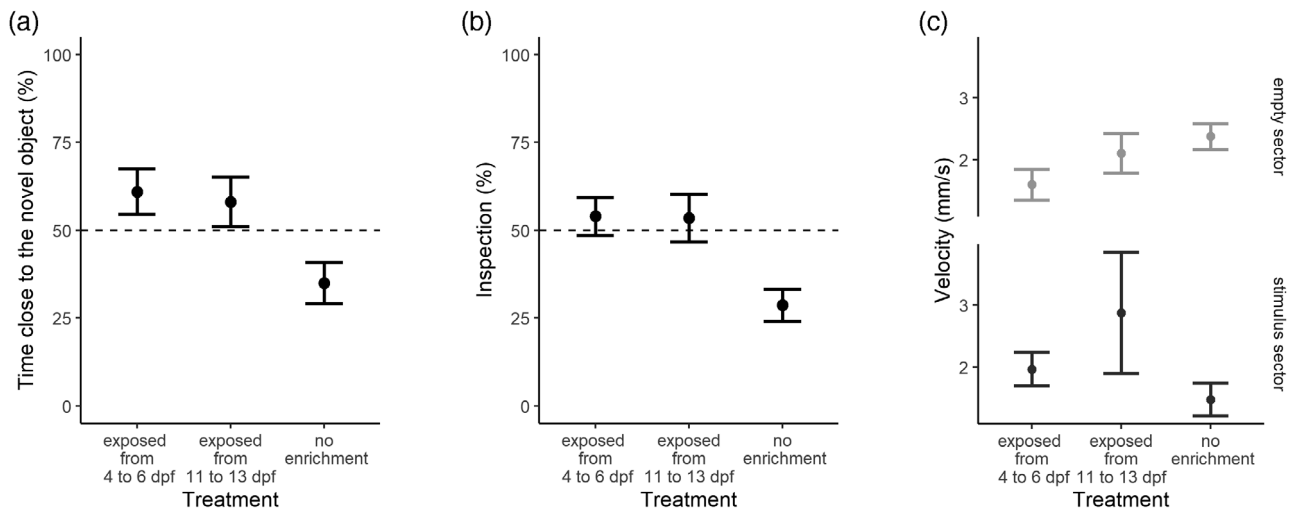 (a)
Time close to the novel object (%)
100
75
50
25
0
exposed
from
4 to 6 dpf
exposed
from
11 to 13 dpf
no
enrichment
Treatment
(b)
Inspection (%)
100
75
50
25
0
exposed
from
4 to 6 dpf
exposed
from
11 to 13 dpf
no
enrichment
Treatment
(c)
Velocity (mm/s)
3
2
empty sector
3
2
stimulus sector
exposed
from
4 to 6 dpf
exposed
from
11 to 13 dpf
no
enrichment
Treatment